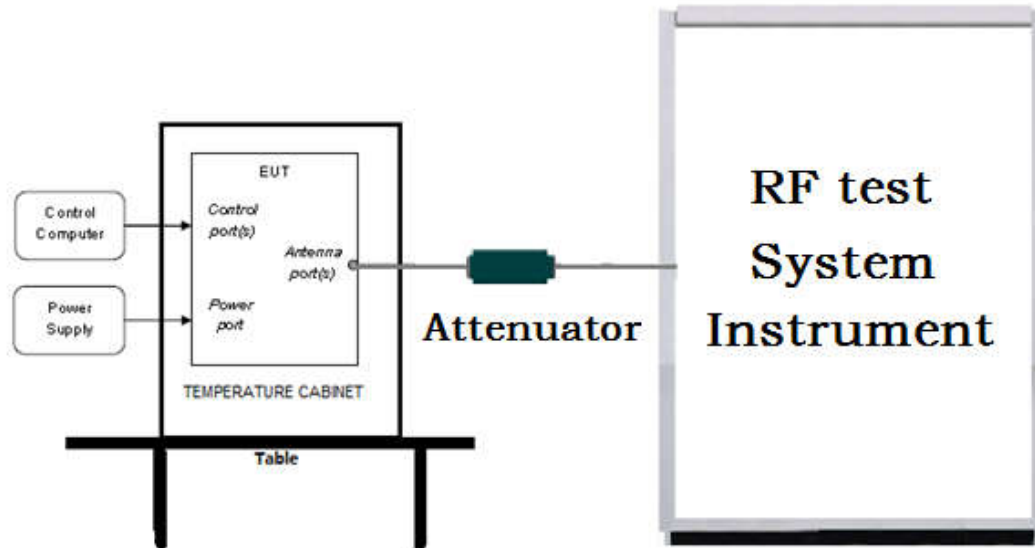 EUT
Control
Computer
Control
port(s)
Antenna
port(s)
Power
Supply
Power
port
TEMPERATURE CABINET
Table
Attenuator
RF test
System
Instrument